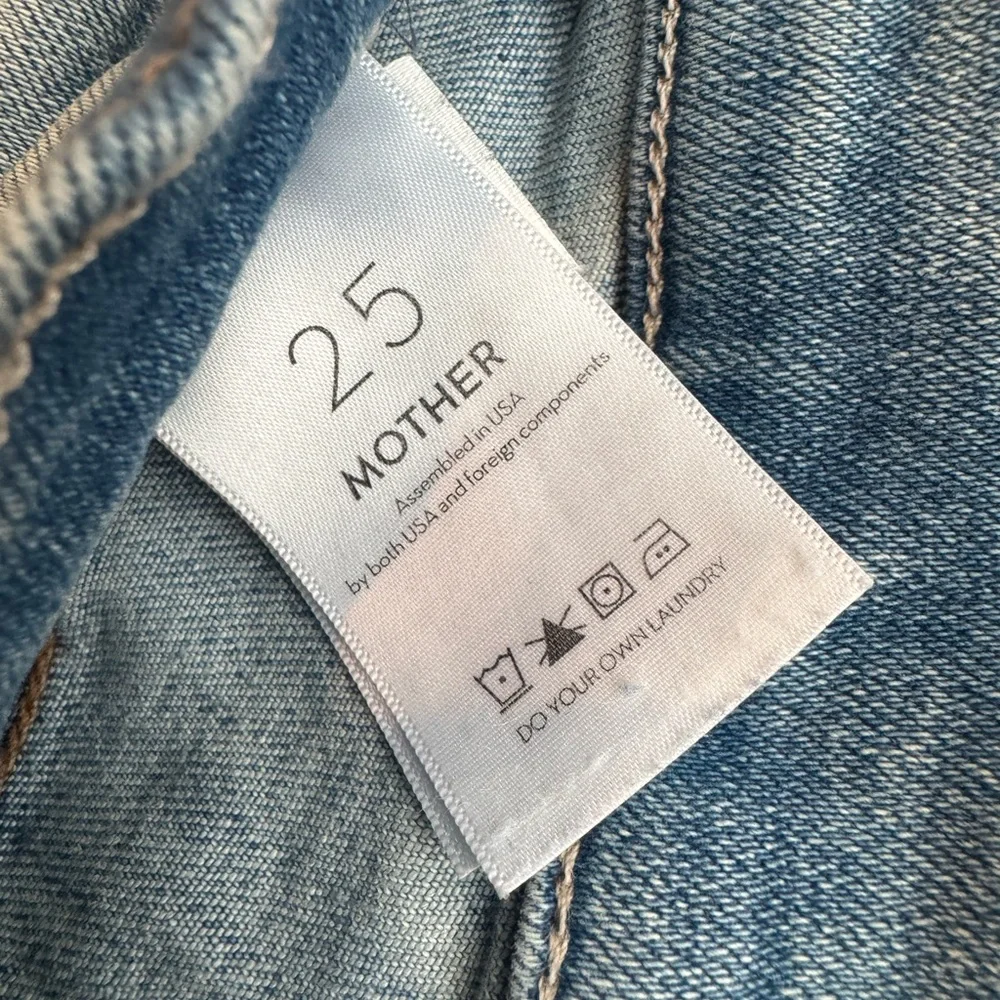 25
MOTHER
Assembled in USA
by both USA and foreign components
DO YOUR OWN LAUNDRY